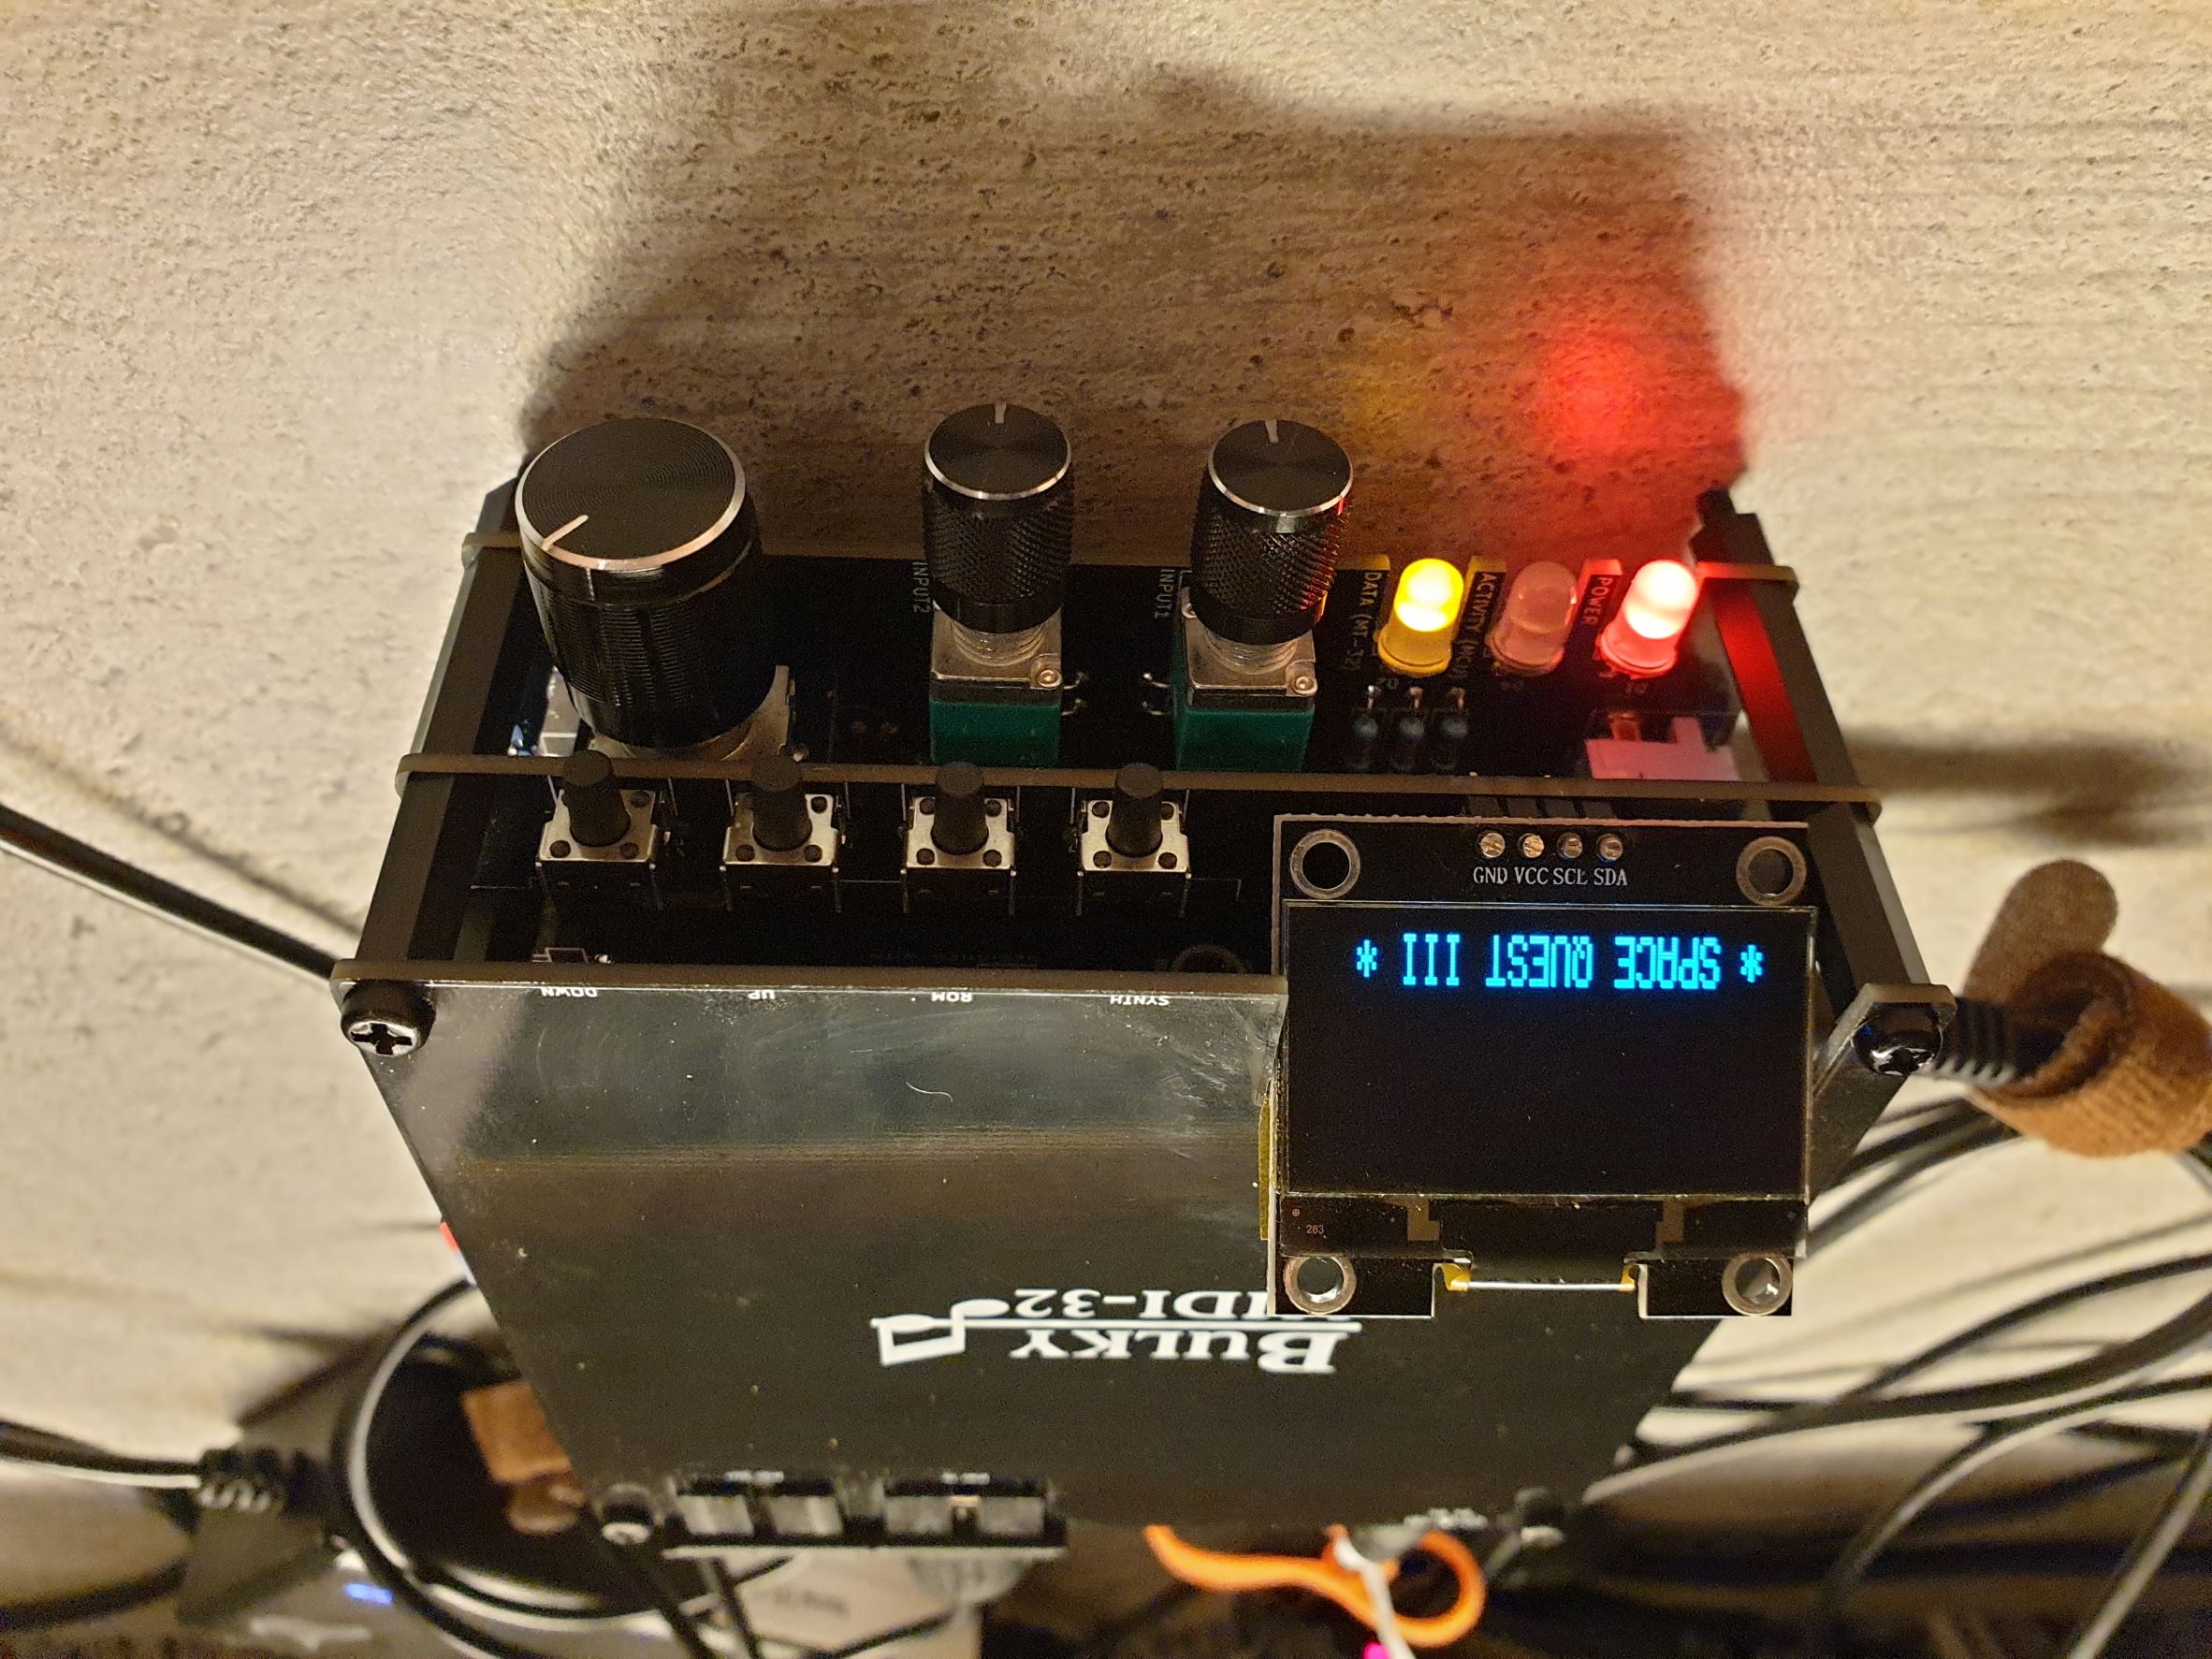 BULKY
IDI-32
283
* SPACE QUEST III *
GND VCC SCL SDA
SYNTH
ROM
UP
DOWN
POWER
ACTIVITY (MCU)
DATA (MT-32)
INPUT1
INPUT2